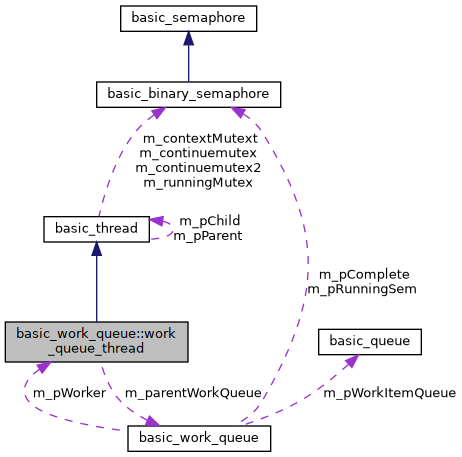 basic_semaphore
basic_binary_semaphore
m_contextMutext
m_continuemutex
m_continuemutex2
m_runningMutex
basic_thread
m_pChild
m_pParent
m_pComplete
m_pRunningSem
basic_work_queue::work
_queue_thread
basic_queue
m_pWorker
m_parentWorkQueue
m_pWorkItemQueue
basic_work_queue